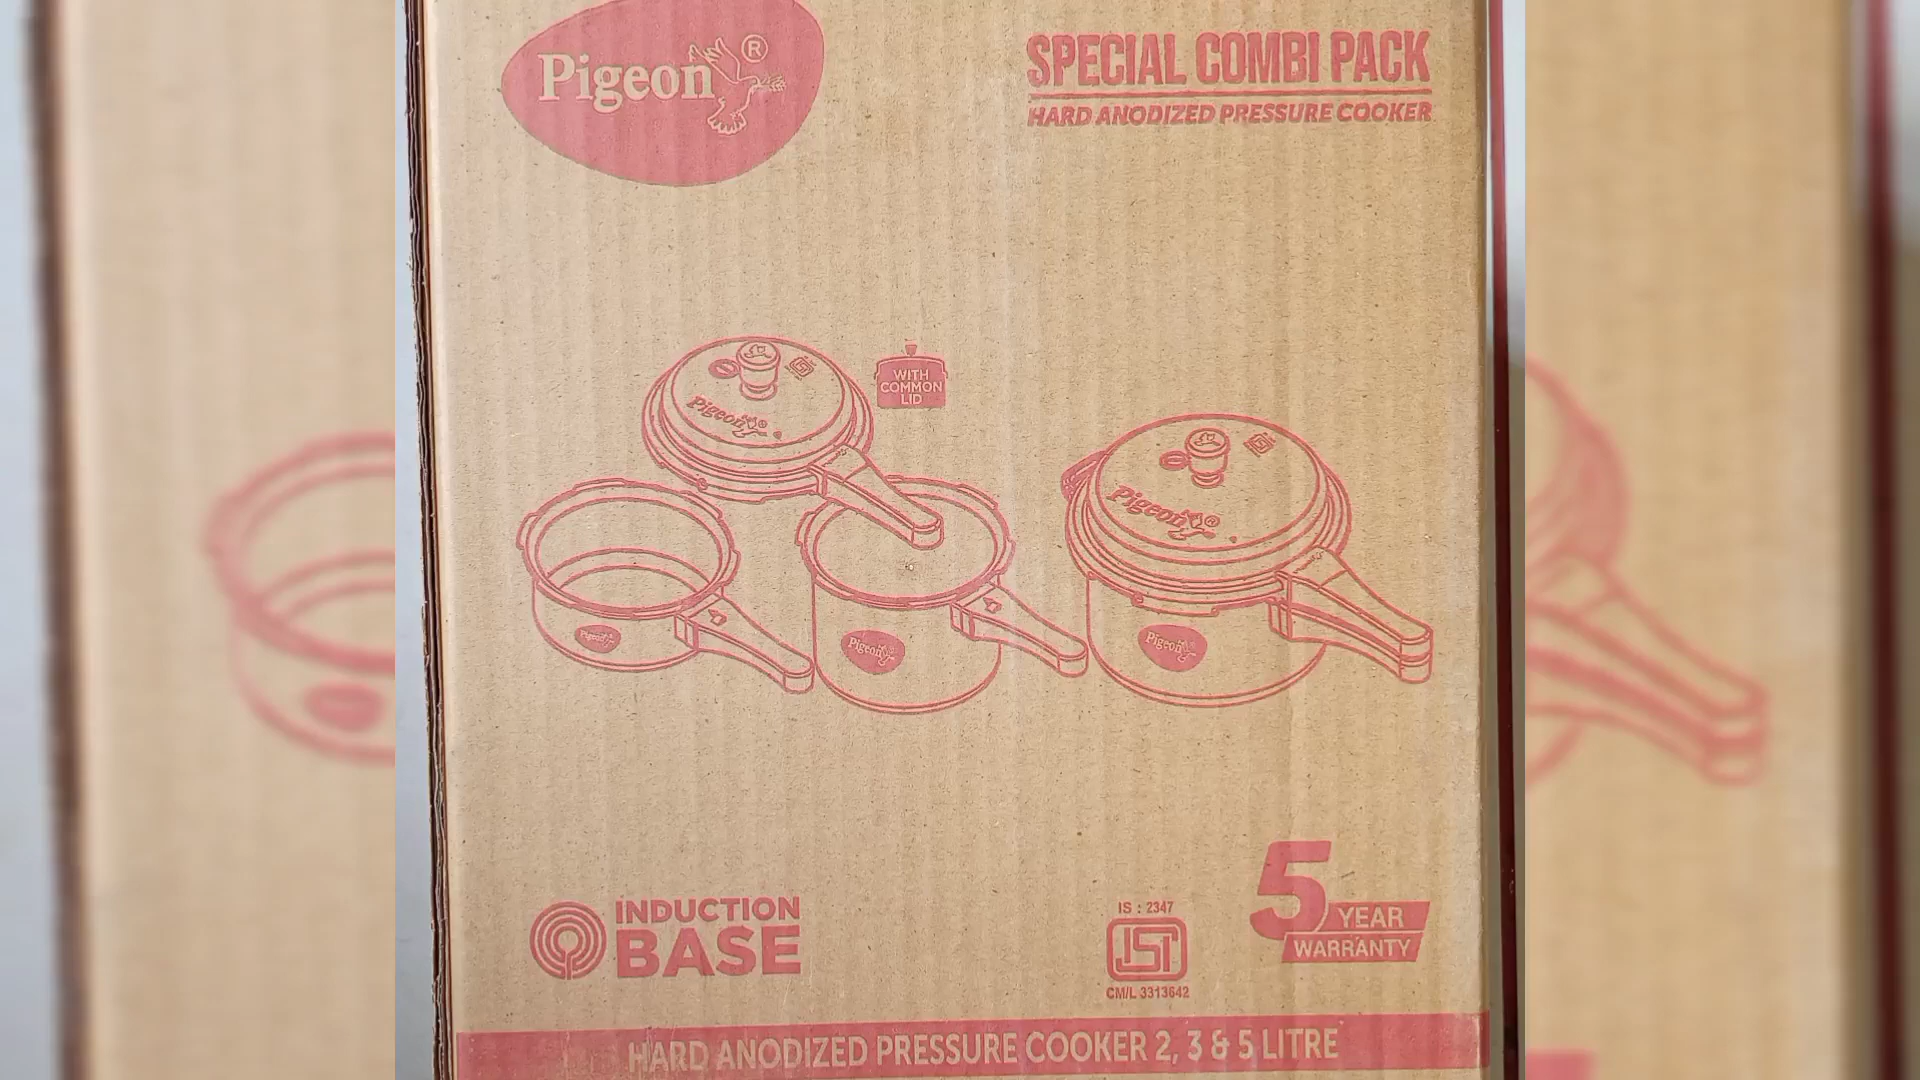 Pigeon ®
SPECIAL COMBI PACK
HARD ANODIZED PRESSURE COOKER
WITH
COMMON
LID
Pigeon ®
Pigeon ®
Pigeon
Pigeon
Pigeon
INDUCTION
BASE
IS : 2347
ISI
CM/L 3313642
5
YEAR
WARRANTY
HARD ANODIZED PRESSURE COOKER 2, 3 & 5 LITRE